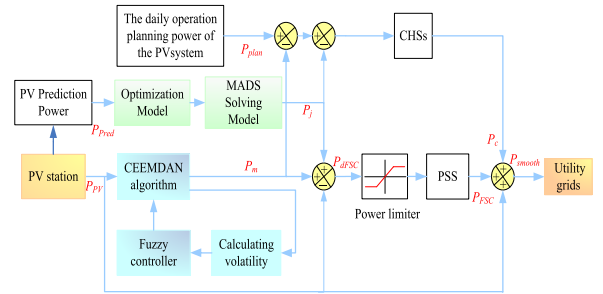 The daily operation
planning power of
the PVsystem
P_plan
CHSs
PV Prediction
Power
P_Pred
Optimization
Model
MADS
Solving
Model
P_j
P_c
PV station
P_PV
CEEMDAN
algorithm
P_m
P_dFSC
Power limiter
PSS
P_FSC
P_smooth
Utility
grids
Fuzzy
controller
Calculating
volatility